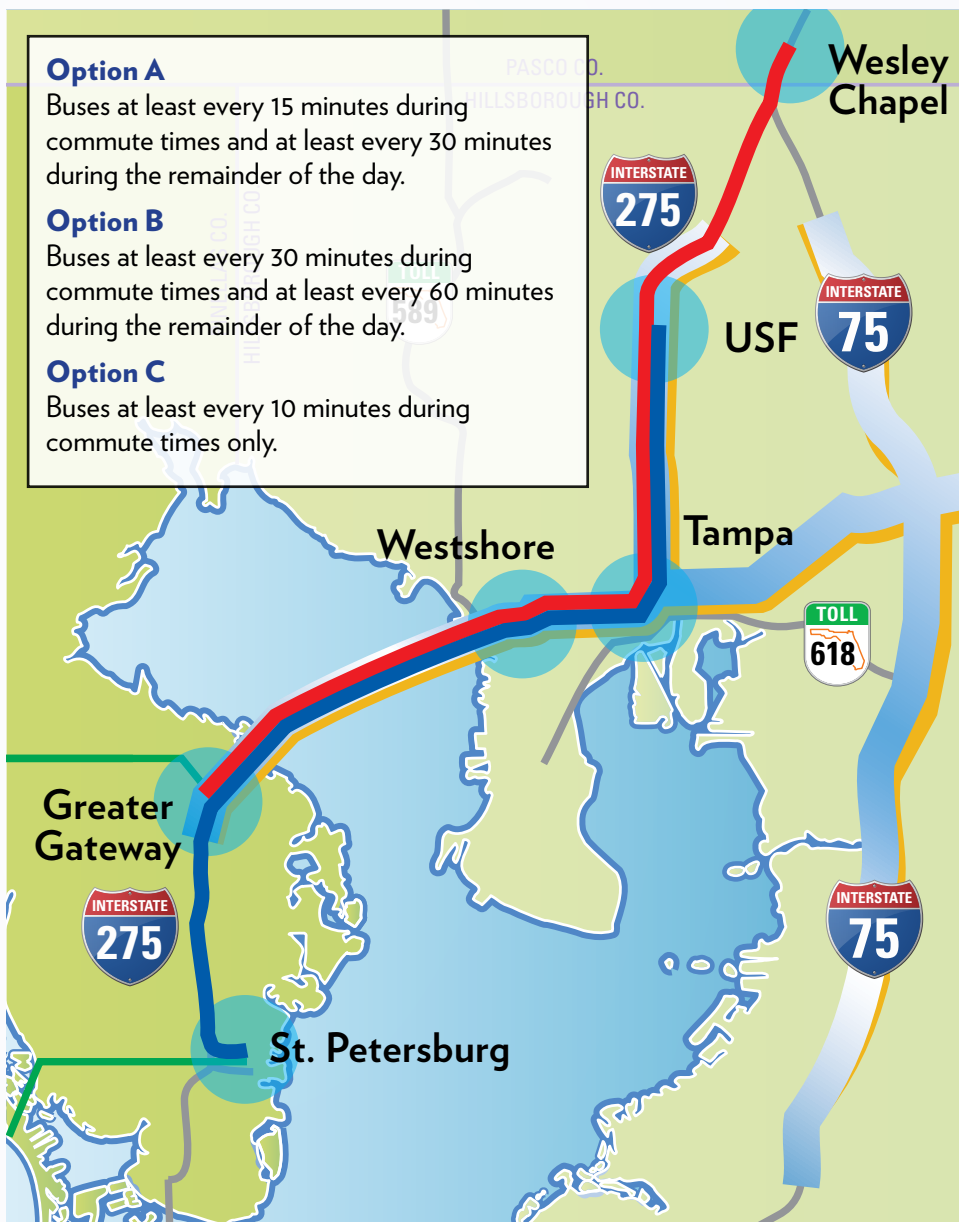 Option A
Buses at least every 15 minutes during
commute times and at least every 30 minutes
during the remainder of the day.
Option B
Buses at least every 30 minutes during
commute times and at least every 60 minutes
during the remainder of the day.
Option C
Buses at least every 10 minutes during
commute times only.
PASCO CO.
HILLSBOROUGH CO.
HILLSBOROUGH CO
TOLL
589
Wesley
Chapel
INTERSTATE
275
USF
INTERSTATE
75
Westshore
Tampa
TOLL
618
Greater
Gateway
INTERSTATE
275
INTERSTATE
75
St. Petersburg